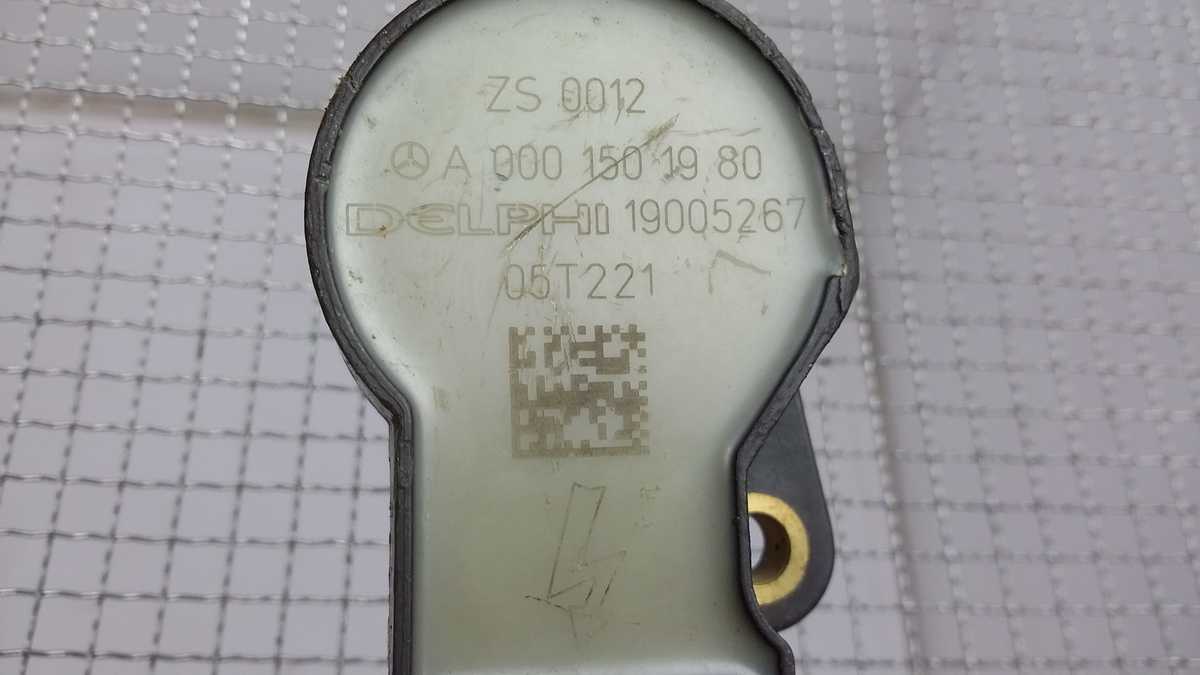 ZS 0012
A 000 150 19 80
DELPHI 19005267
05T221